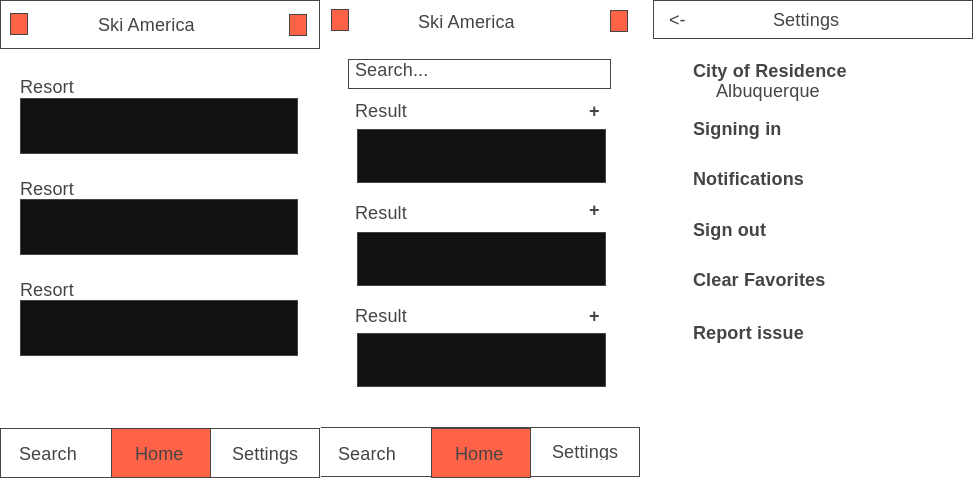 Ski America
Resort
Resort
Resort
Search
Home
Settings
Ski America
Search...
Result +
Result +
Result +
Search
Home
Settings
<- Settings
City of Residence
Albuquerque
Signing in
Notifications
Sign out
Clear Favorites
Report issue